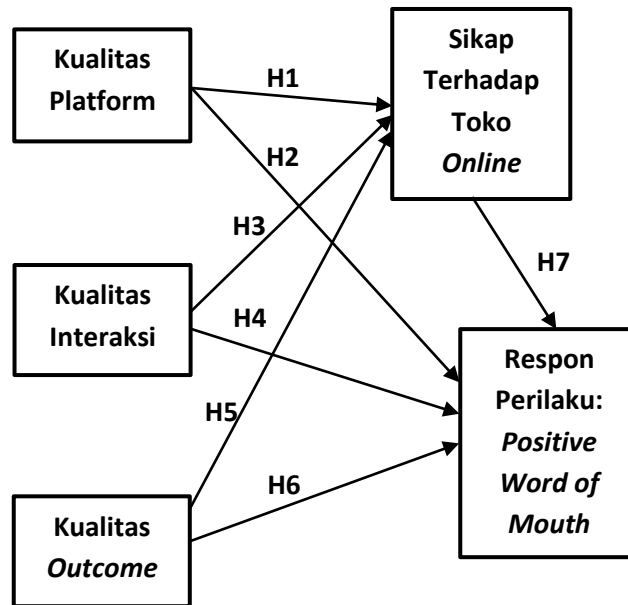 Kualitas
Platform
H1
H2
Sikap
Terhadap
Toko
Online
H3
Kualitas
Interaksi
H4
H7
Respon
Perilaku:
Positive
Word of
Mouth
H5
H6
Kualitas
Outcome